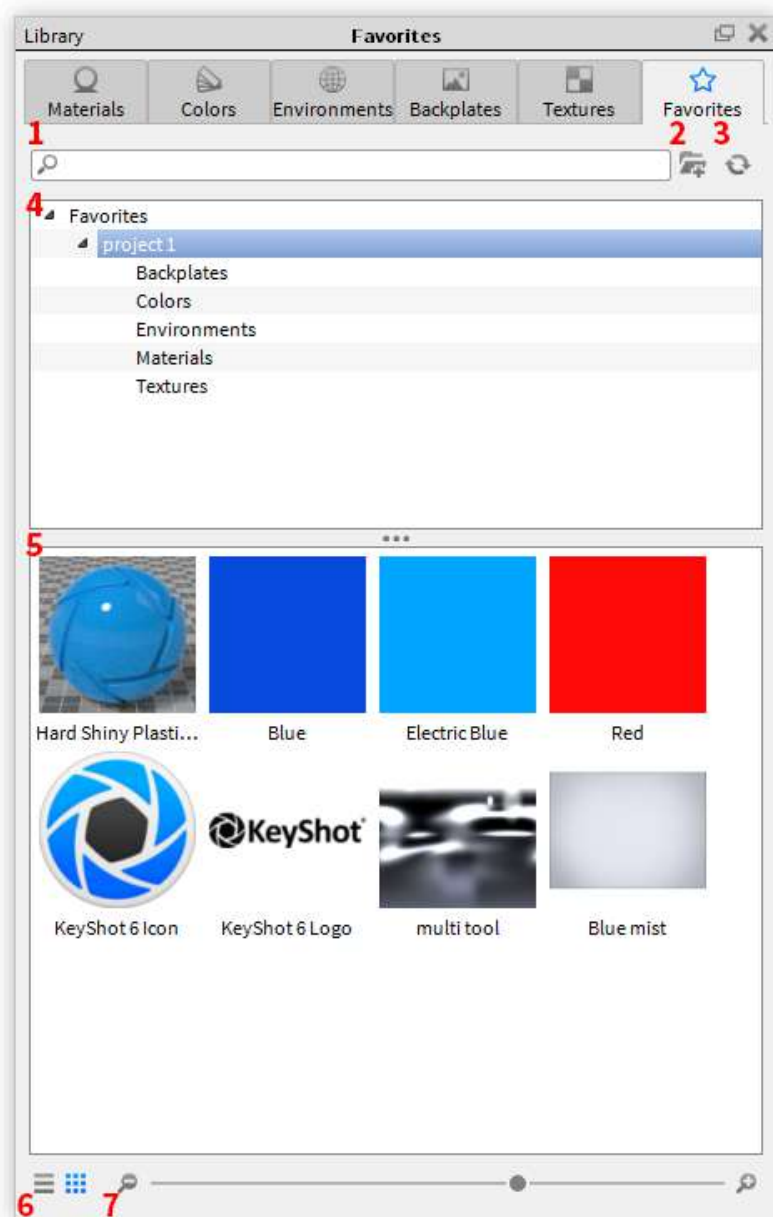 Library Favorites
Materials Colors Environments Backplates Textures Favorites
1 2 3
4 Favorites
project 1
Backplates
Colors
Environments
Materials
Textures
5
Hard Shiny Plasti... Blue Electric Blue Red
KeyShot®
KeyShot 6 Icon KeyShot 6 Logo multi tool Blue mist
6 7